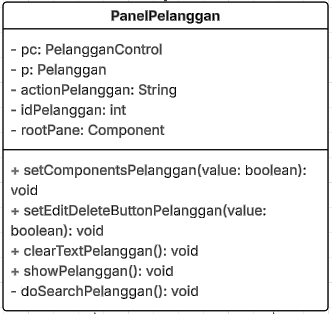 PanelPelanggan
- pc: PelangganControl
- p: Pelanggan
- actionPelanggan: String
- idPelanggan: int
- rootPane: Component
+ setComponentsPelanggan(value: boolean):
void
+ setEditDeleteButtonPelanggan(value:
boolean): void
+ clearTextPelanggan(): void
+ showPelanggan(): void
- doSearchPelanggan(): void